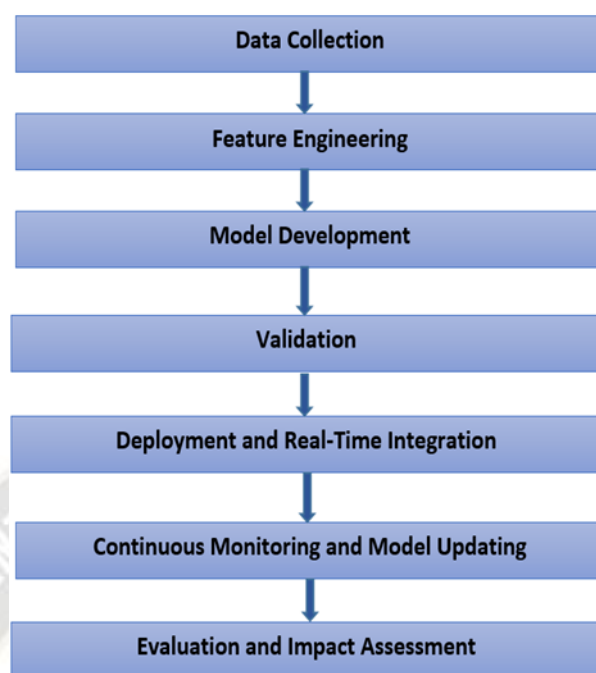 Data Collection
Feature Engineering
Model Development
Validation
Deployment and Real-Time Integration
Continuous Monitoring and Model Updating
Evaluation and Impact Assessment